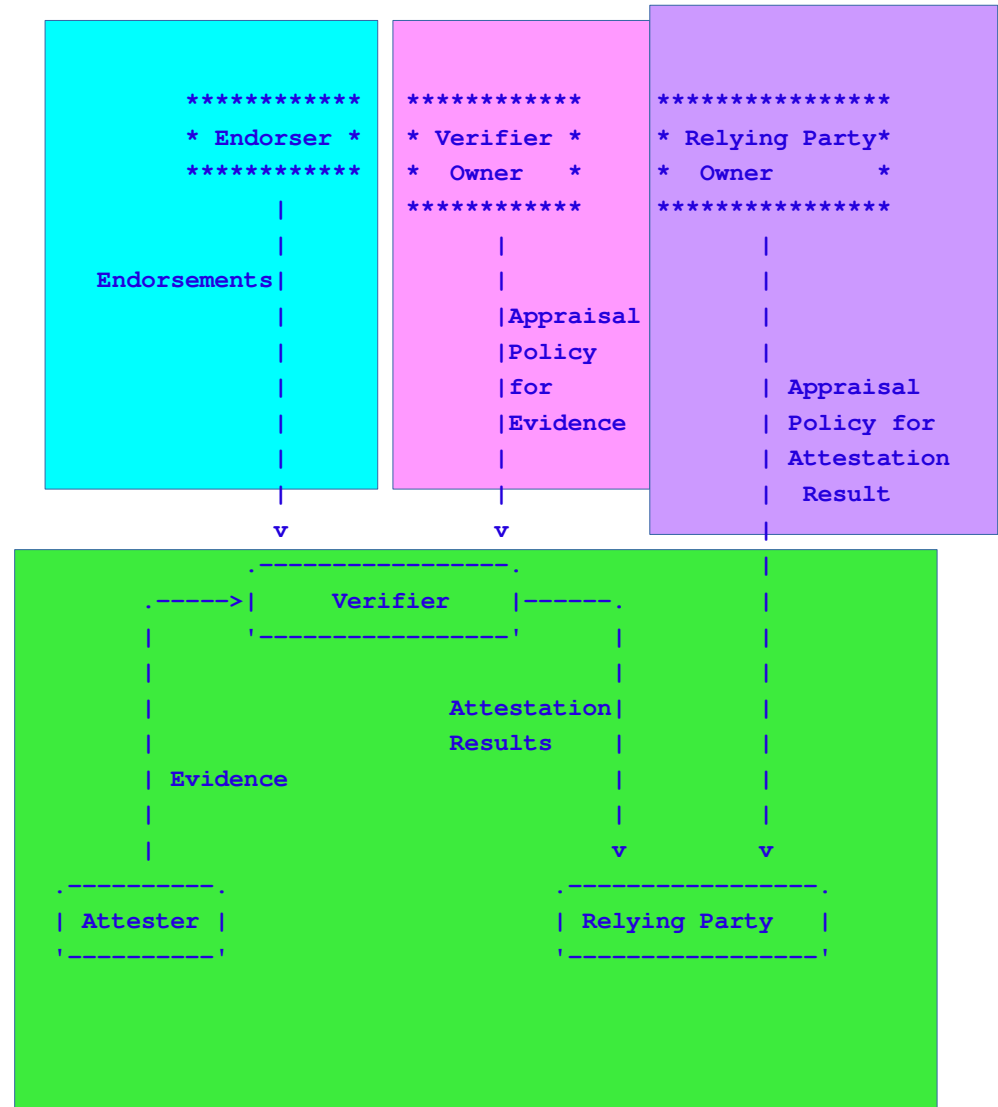 ************   ************     ****************
* Endorser *   * Verifier *     * Relying Party*
************   *  Owner   *     *  Owner       *
      |        ************     ****************
      |              |                 |
Endorsements|              |                 |
      |              |Appraisal        |
      |              |Policy           |
      |              |for              | Appraisal
      |              |Evidence         | Policy for
      |              |                 | Attestation
      |              |                 |  Result
      v              v                 |
    .-----------------.                |
.----->|     Verifier    |------.         |
|      '-----------------'      |         |
|                               |         |
|                    Attestation|         |
|                    Results    |         |
| Evidence                      |         |
|                               |         |
|                               v         v
.----------.                      .-----------------.
| Attester |                      | Relying Party   |
'----------'                      '-----------------'